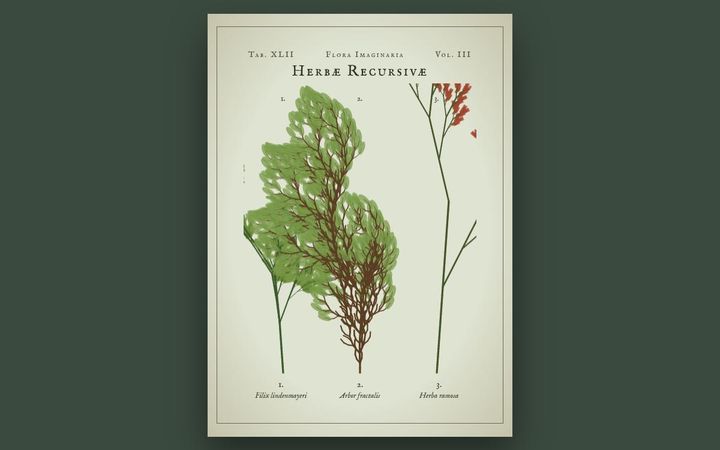 Tab. XLII Flora Imaginaria Vol. III
Herbæ Recursivæ
1. 2. 3.
1. 2. 3.
Filix lindenmayeri Arbor fractalis Herba ramosa